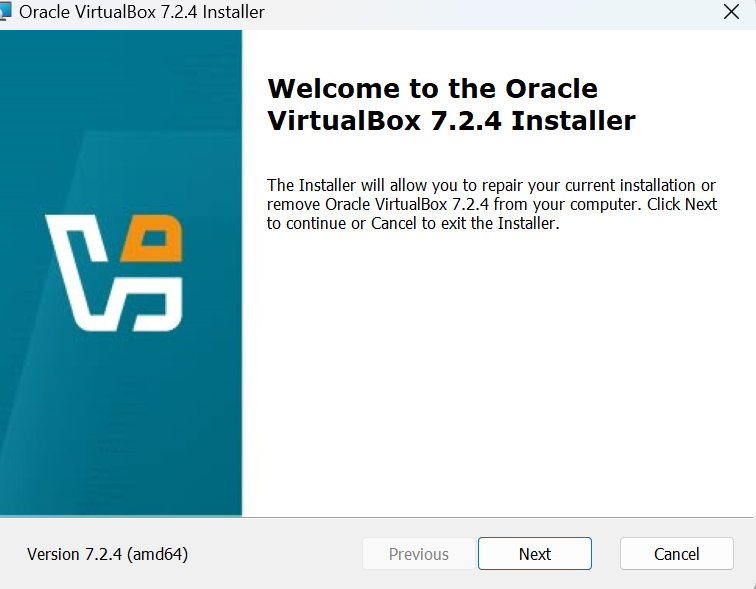 Oracle VirtualBox 7.2.4 Installer
Welcome to the Oracle
VirtualBox 7.2.4 Installer
The Installer will allow you to repair your current installation or
remove Oracle VirtualBox 7.2.4 from your computer. Click Next
to continue or Cancel to exit the Installer.
Version 7.2.4 (amd64)
Previous
Next
Cancel